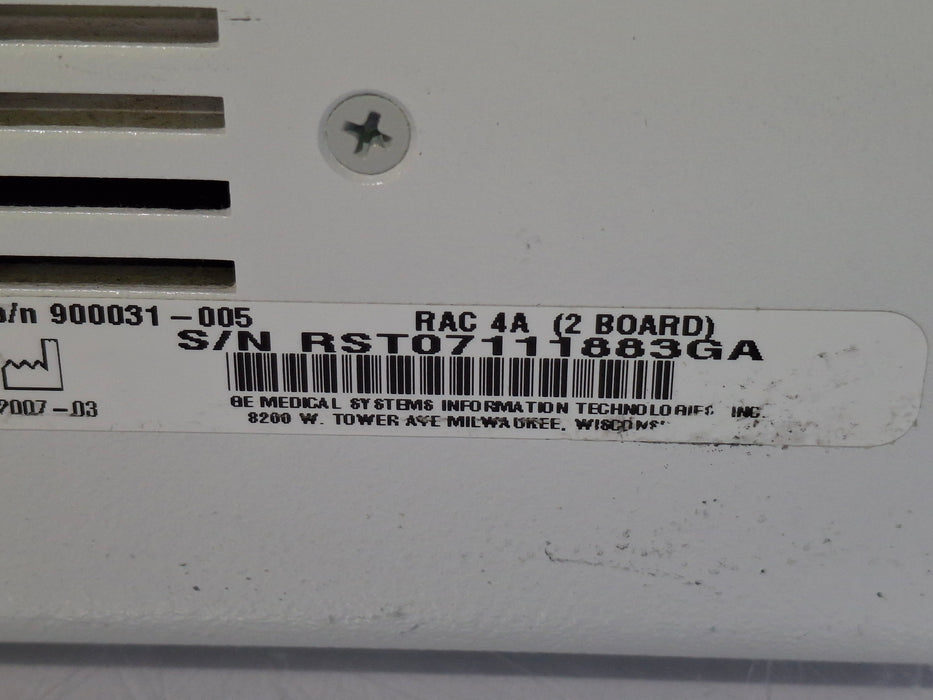 p/n 900031-005
RAC 4A (2 BOARD)
S/N RST07111883GA
2007-03
GE MEDICAL SYSTEMS INFORMATION TECHNOLOGIES, INC.
8200 W. TOWER AVE MILWAUKEE, WISCONS